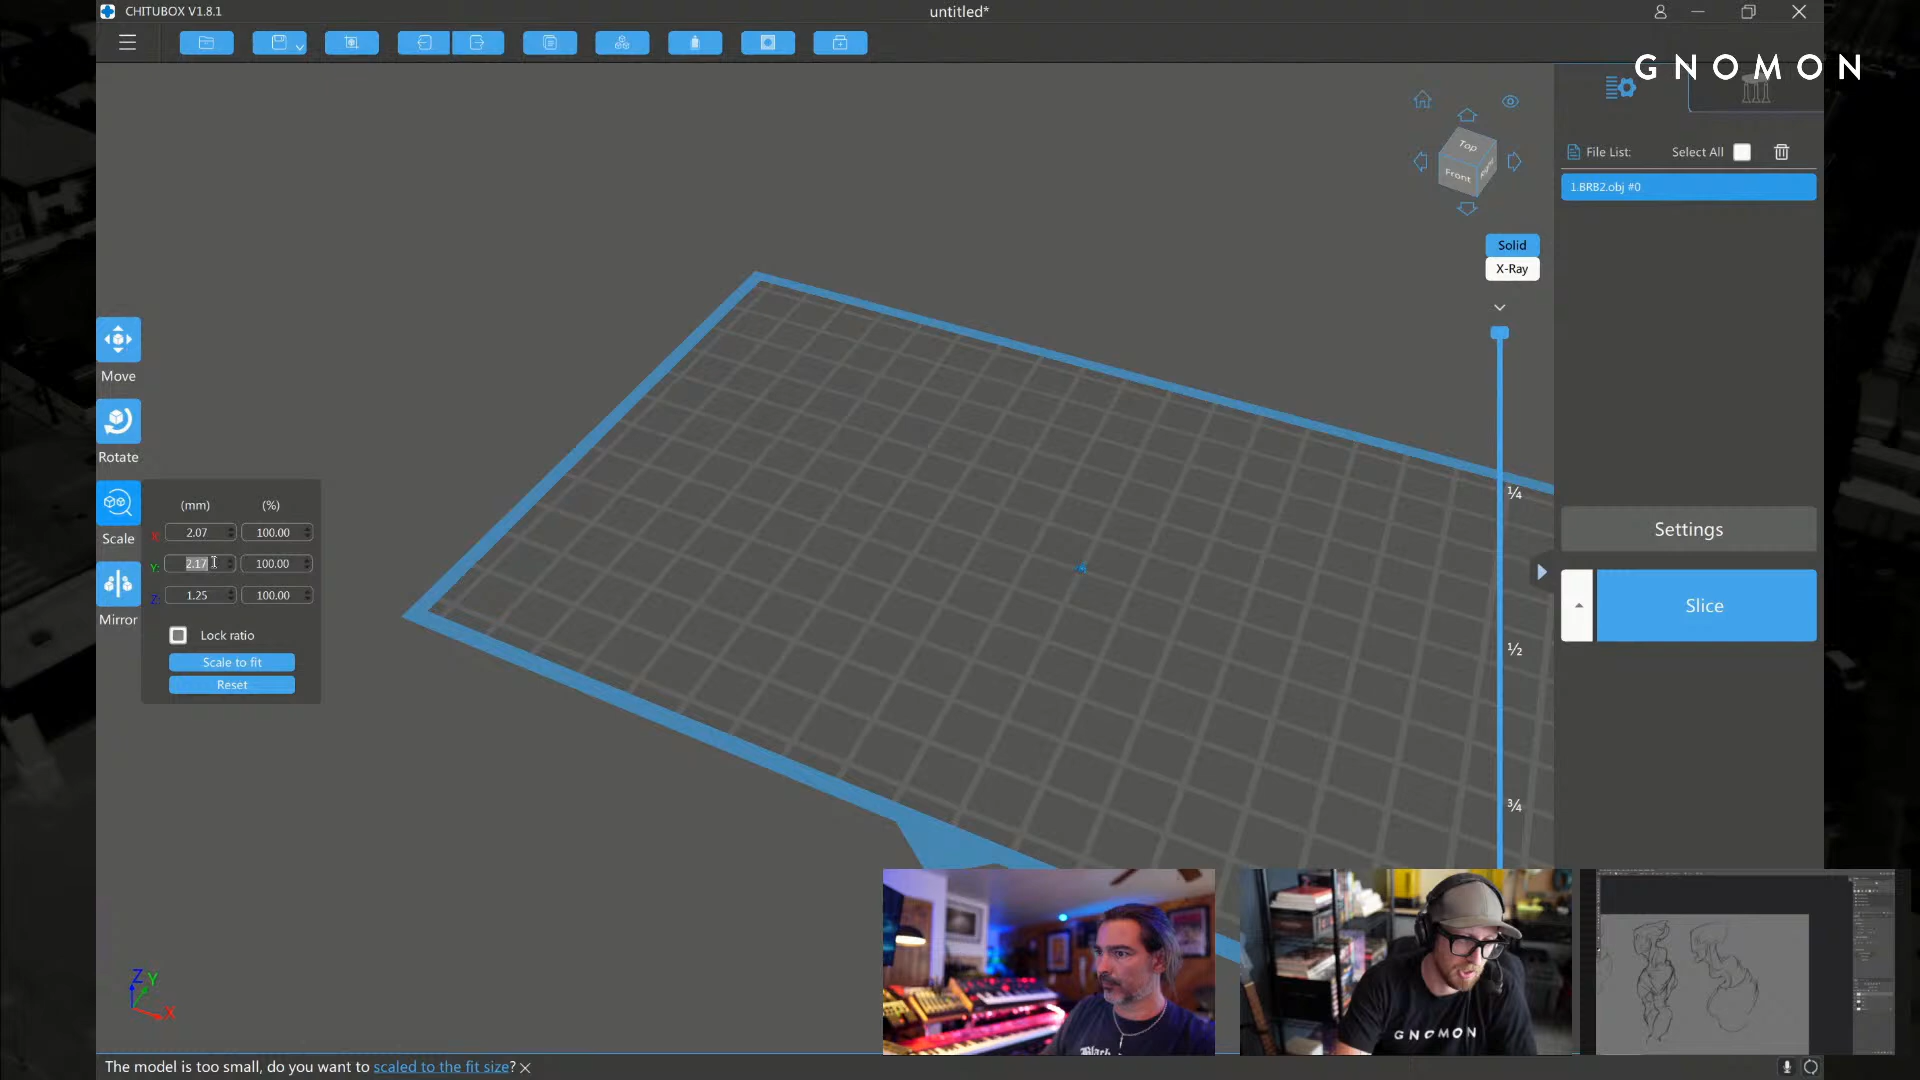 CHITUBOX V1.8.1
untitled*
GNOMON
Top
Front
Right
File List:
Select All
1.BRB2.obj #0
Solid
X-Ray
Move
Rotate
(mm) (%)
X: 2.07 100.00
Scale
Y: 2.17 100.00
Z: 1.25 100.00
Mirror
Lock ratio
Scale to fit
Reset
¼
½
¾
Settings
Slice
Z
Y
X
Black
GNOMON
The model is too small, do you want to scaled to the fit size?